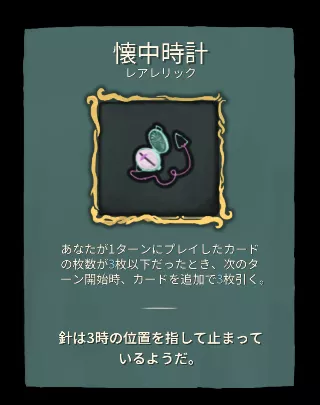 懐中時計
レアレリック
あなたが1ターンにプレイしたカード
の枚数が3枚以下だったとき、次のタ
ーン開始時、カードを追加で3枚引く。
針は3時の位置を指して止まって
いるようだ。